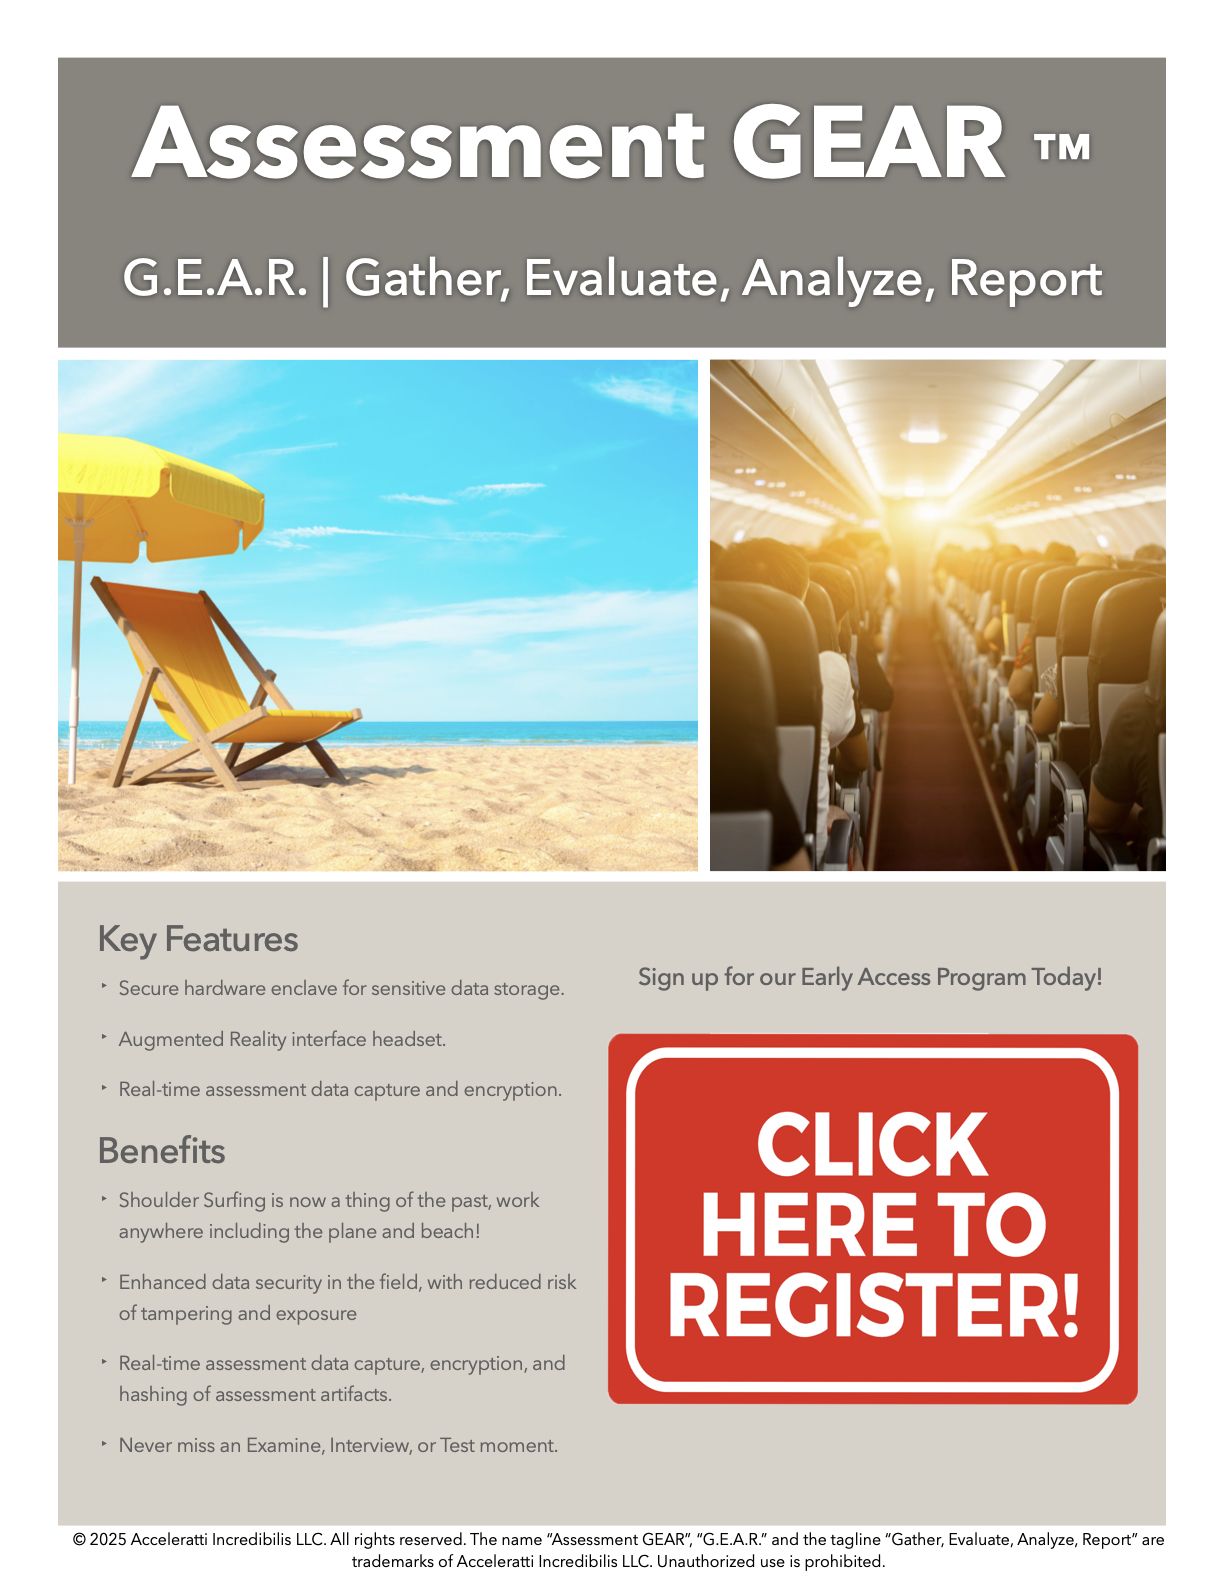 Assessment GEAR ™
G.E.A.R. | Gather, Evaluate, Analyze, Report
Key Features
‣ Secure hardware enclave for sensitive data storage.
‣ Augmented Reality interface headset.
‣ Real-time assessment data capture and encryption.
Benefits
‣ Shoulder Surfing is now a thing of the past, work
anywhere including the plane and beach!
‣ Enhanced data security in the field, with reduced risk
of tampering and exposure
‣ Real-time assessment data capture, encryption, and
hashing of assessment artifacts.
‣ Never miss an Examine, Interview, or Test moment.
Sign up for our Early Access Program Today!
CLICK
HERE TO
REGISTER!
© 2025 Acceleratti Incredibilis LLC. All rights reserved. The name “Assessment GEAR”, “G.E.A.R.” and the tagline “Gather, Evaluate, Analyze, Report” are
trademarks of Acceleratti Incredibilis LLC. Unauthorized use is prohibited.